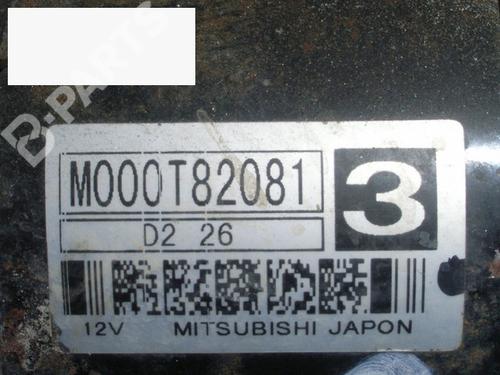 B-PARTS
M000T82081
3
D2 26
12V MITSUBISHI JAPON